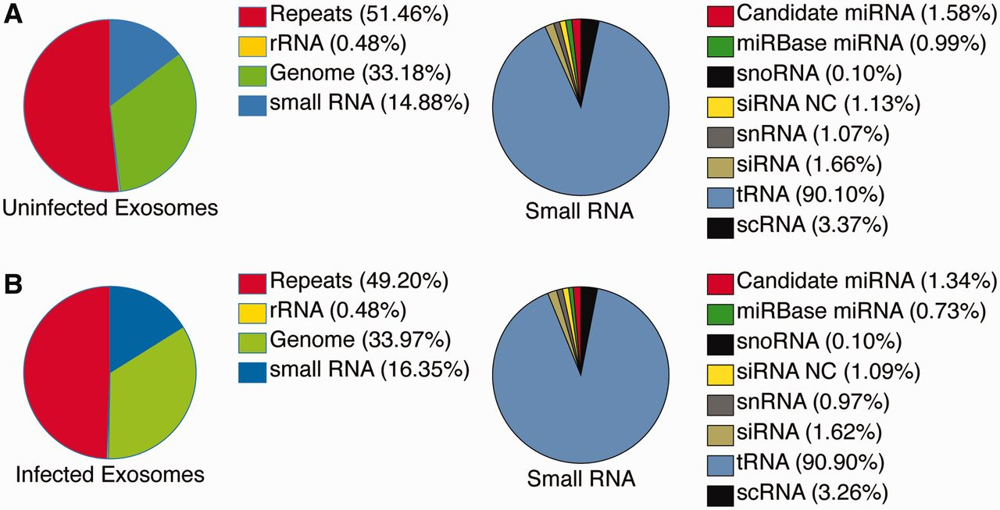 A
Repeats (51.46%)
rRNA (0.48%)
Genome (33.18%)
small RNA (14.88%)
Uninfected Exosomes
Small RNA
Candidate miRNA (1.58%)
miRBase miRNA (0.99%)
snoRNA (0.10%)
siRNA NC (1.13%)
snRNA (1.07%)
siRNA (1.66%)
tRNA (90.10%)
scRNA (3.37%)
B
Repeats (49.20%)
rRNA (0.48%)
Genome (33.97%)
small RNA (16.35%)
Infected Exosomes
Small RNA
Candidate miRNA (1.34%)
miRBase miRNA (0.73%)
snoRNA (0.10%)
siRNA NC (1.09%)
snRNA (0.97%)
siRNA (1.62%)
tRNA (90.90%)
scRNA (3.26%)